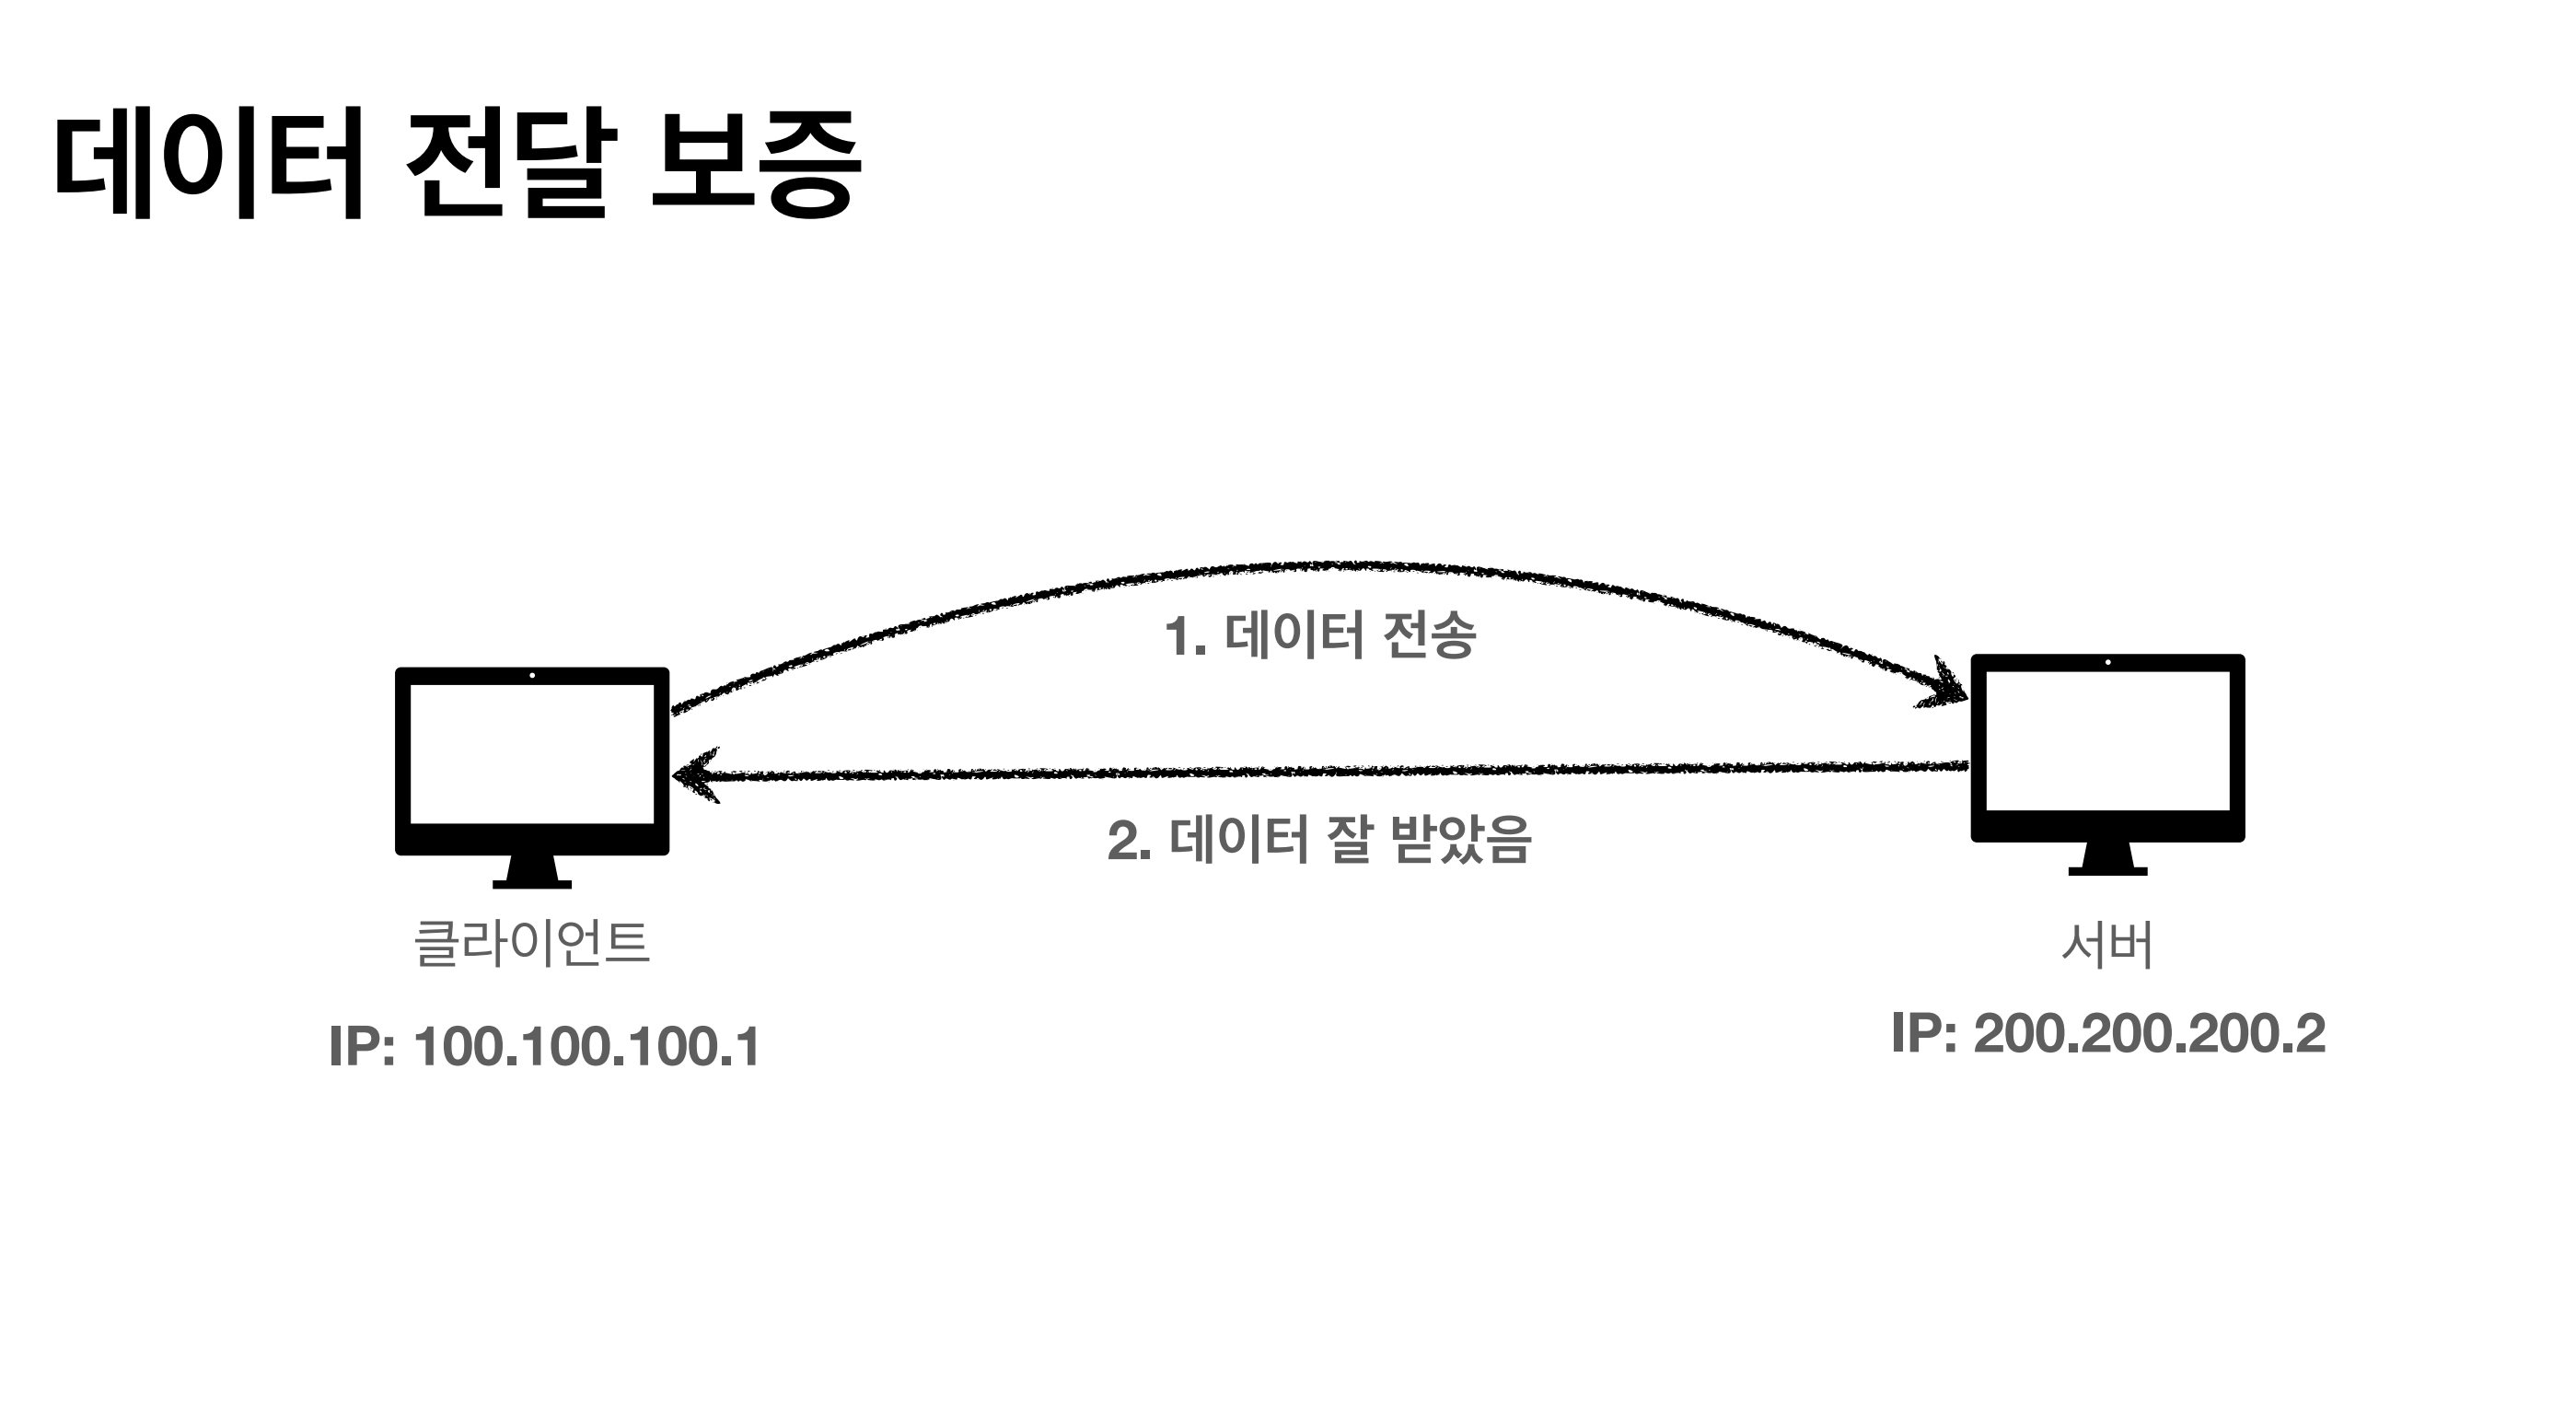 데이터 전달 보증
1. 데이터 전송
2. 데이터 잘 받았음
클라이언트
서버
IP: 100.100.100.1
IP: 200.200.200.2